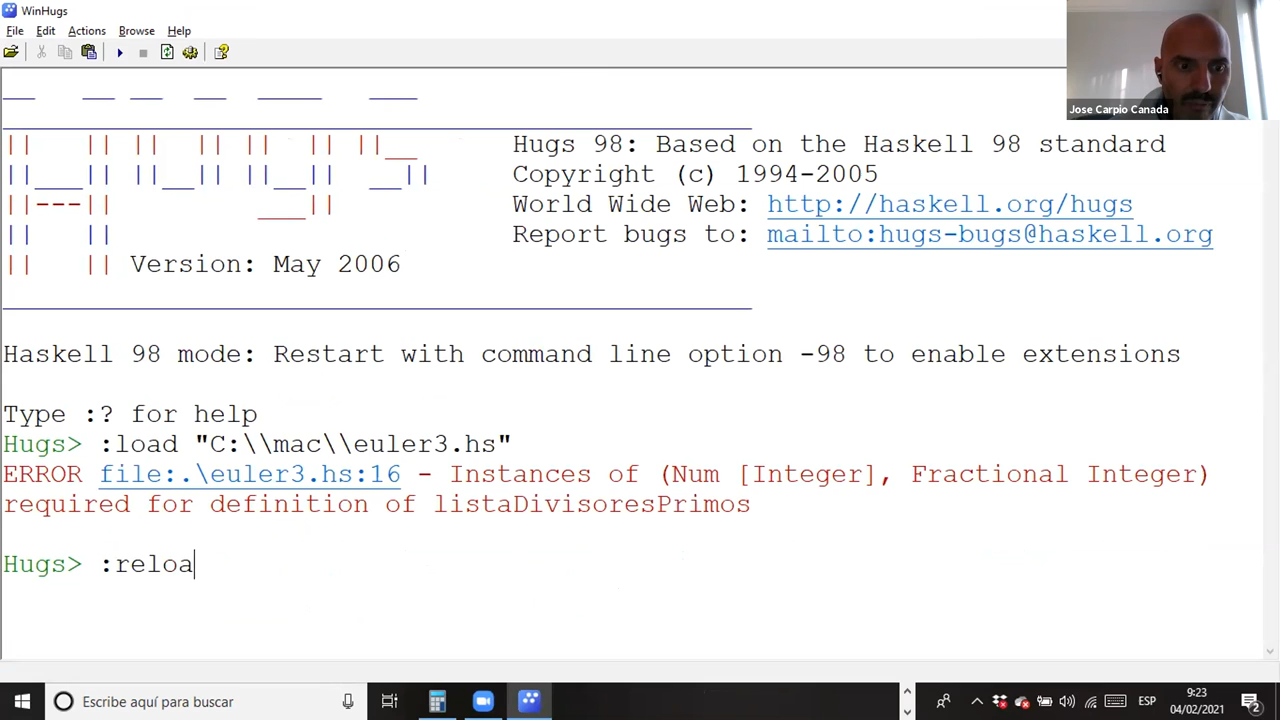 WinHugs
File Edit Actions Browse Help
Jose Carpio Canada
Hugs 98: Based on the Haskell 98 standard
Copyright (c) 1994-2005
World Wide Web: http://haskell.org/hugs
Report bugs to: mailto:hugs-bugs@haskell.org
|| || Version: May 2006
Haskell 98 mode: Restart with command line option -98 to enable extensions
Type :? for help
Hugs> :load "C:\\mac\\euler3.hs"
ERROR file:.\euler3.hs:16 - Instances of (Num [Integer], Fractional Integer)
required for definition of listaDivisoresPrimos
Hugs> :reloa
Escribe aquí para buscar
ESP
9:23
04/02/2021
2